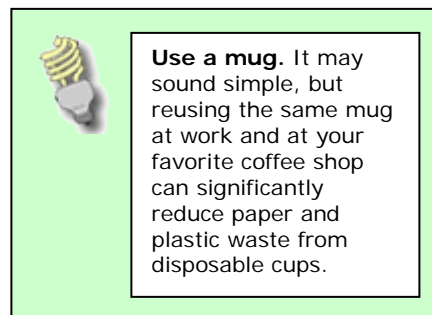 Use a mug. It may
sound simple, but
reusing the same mug
at work and at your
favorite coffee shop
can significantly
reduce paper and
plastic waste from
disposable cups.